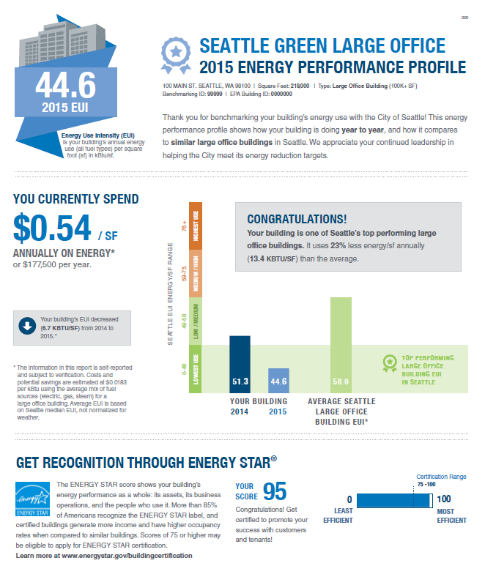 SEATTLE GREEN LARGE OFFICE
2015 ENERGY PERFORMANCE PROFILE
44.6
2015 EUI
100 MAIN ST. SEATTLE, WA 98100 | Square Feet: 218000 | Type: Large Office Building (100K+ SF)
Benchmarking ID: 99999 | EPA Building ID: 0000000
Energy Use Intensity (EUI)
is your building's annual energy
use (all fuel types) per square
foot (sf) in kBtu/sf.
Thank you for benchmarking your building's energy use with the City of Seattle! This energy
performance profile shows how your building is doing year to year, and how it compares
to similar large office buildings in Seattle. We appreciate your continued leadership in
helping the City meet its energy reduction targets.
YOU CURRENTLY SPEND
$0.54 / SF
ANNUALLY ON ENERGY*
or $177,500 per year.
Your building's EUI decreased
(6.7 KBTU/SF) from 2014 to
2015.*
* The information in this report is self-reported
and subject to verification. Costs and
potential savings are estimated at $0.0183
per kBtu using the average mix of fuel
sources (electric, gas, steam) for a
large office building. Average EUI is based
on Seattle median EUI, not normalized for
weather.
SEATTLE EUI ENERGY/SF RANGE
HIGHEST USE
MEDIUM / HIGH
LOW / MEDIUM
LOWEST USE
CONGRATULATIONS!
Your building is one of Seattle's top performing large
office buildings. It uses 23% less energy/sf annually
(13.4 KBTU/SF) than the average.
51.3
44.6
58.0
TOP PERFORMING
LARGE OFFICE
BUILDING EUI
IN SEATTLE
YOUR BUILDING
2014 2015
AVERAGE SEATTLE
LARGE OFFICE
BUILDING EUI*
GET RECOGNITION THROUGH ENERGY STAR®
ENERGY STAR
The ENERGY STAR score shows your building's
energy performance as a whole: its assets, its business
operations, and the people who use it. More than 85%
of Americans recognize the ENERGY STAR label, and
certified buildings generate more income and have higher occupancy
rates when compared to similar buildings. Scores of 75 or higher may
be eligible to apply for ENERGY STAR certification.
Learn more at www.energystar.gov/buildingcertification
YOUR
SCORE 95
Congratulations! Get
certified to promote your
success with customers
and tenants!
Certification Range
75 -100
0
LEAST
EFFICIENT
100
MOST
EFFICIENT